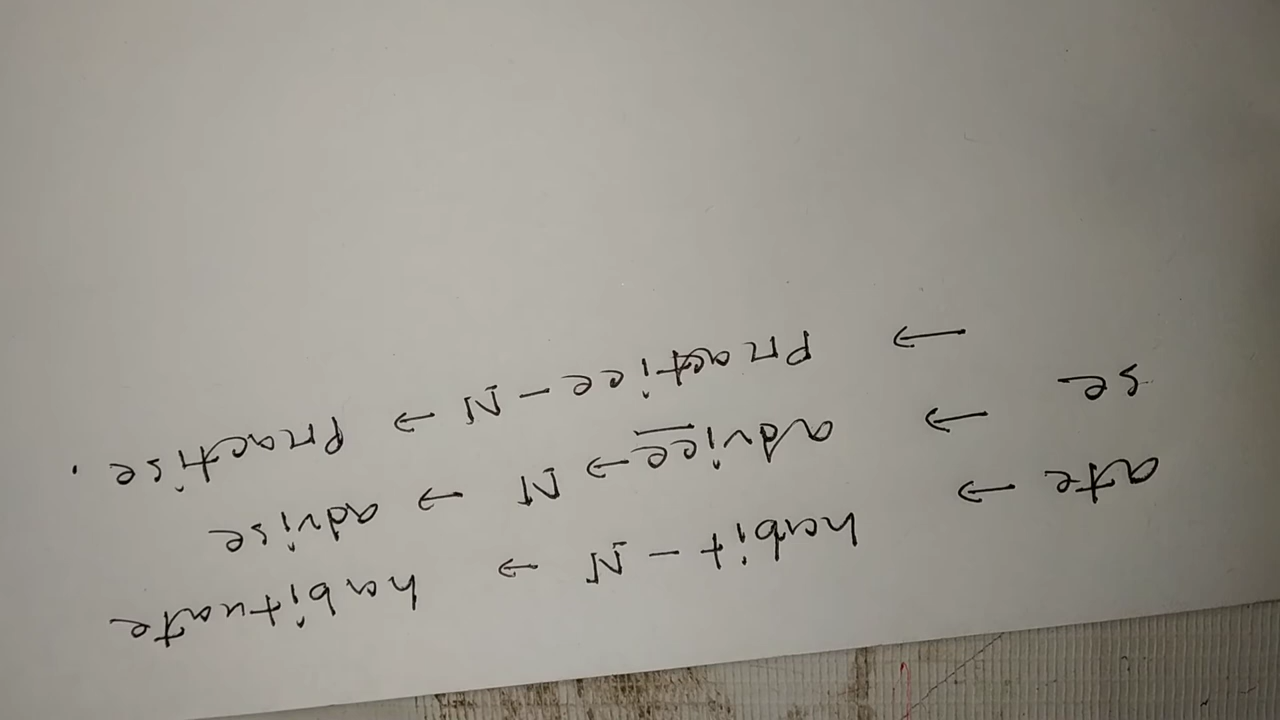 ate → habit - N → habituate
se → advice → N → advise
→ Practice - N → Practise.